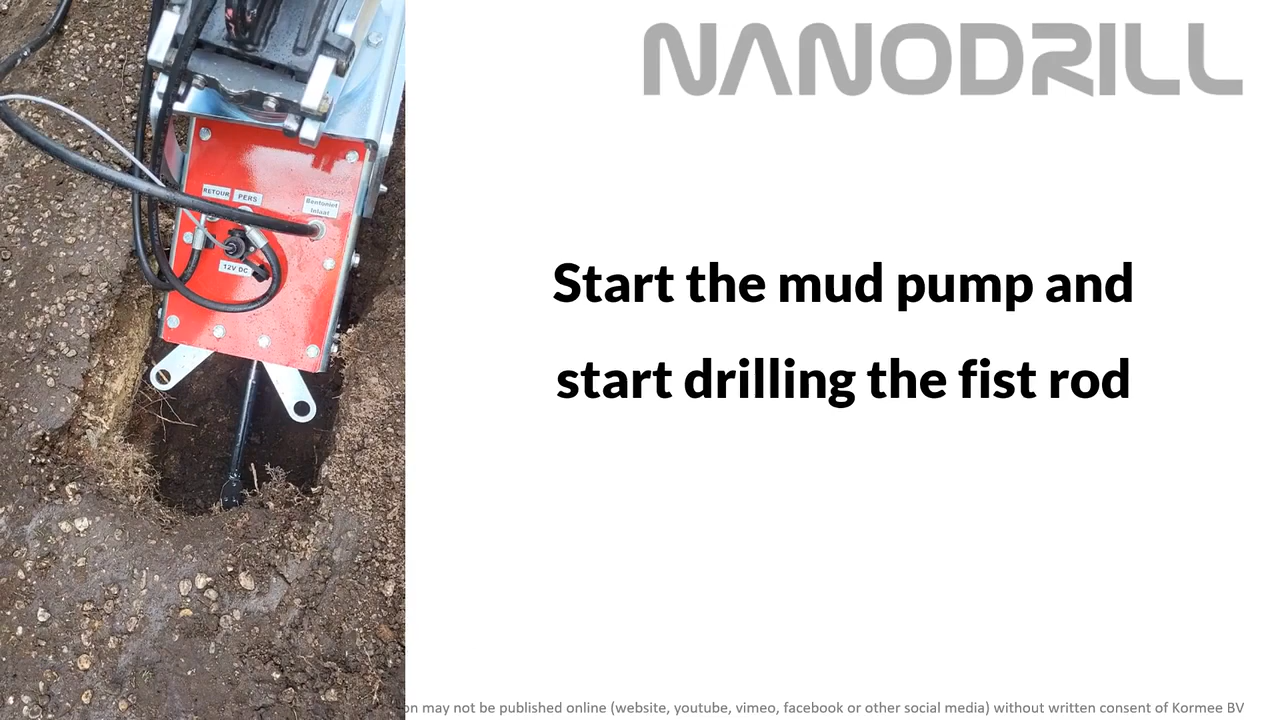 NANODRILL
RETOUR
PERS
Bentoniet
Inlaat
12V DC
Start the mud pump and
start drilling the fist rod
on may not be published online (website, youtube, vimeo, facebook or other social media) without written consent of Kormee BV